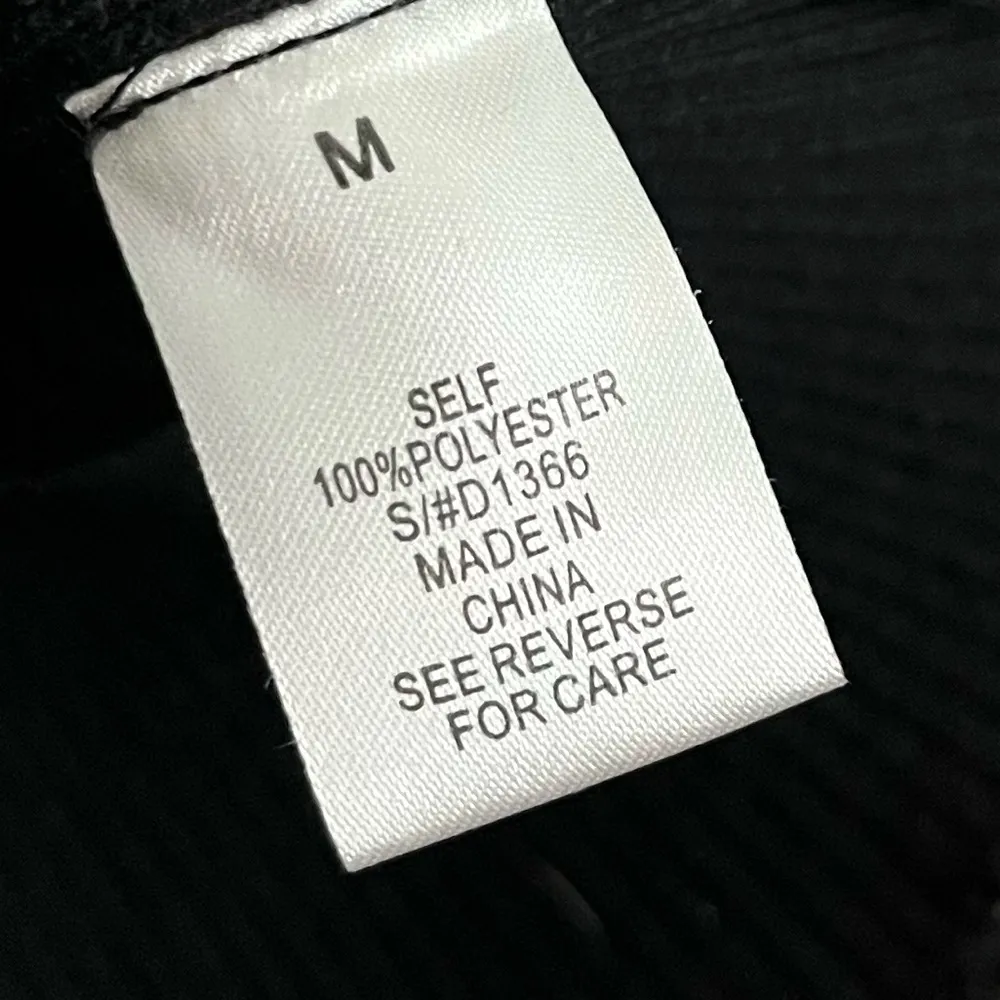 M
SELF
100%POLYESTER
S/#D1366
MADE IN
CHINA
SEE REVERSE
FOR CARE